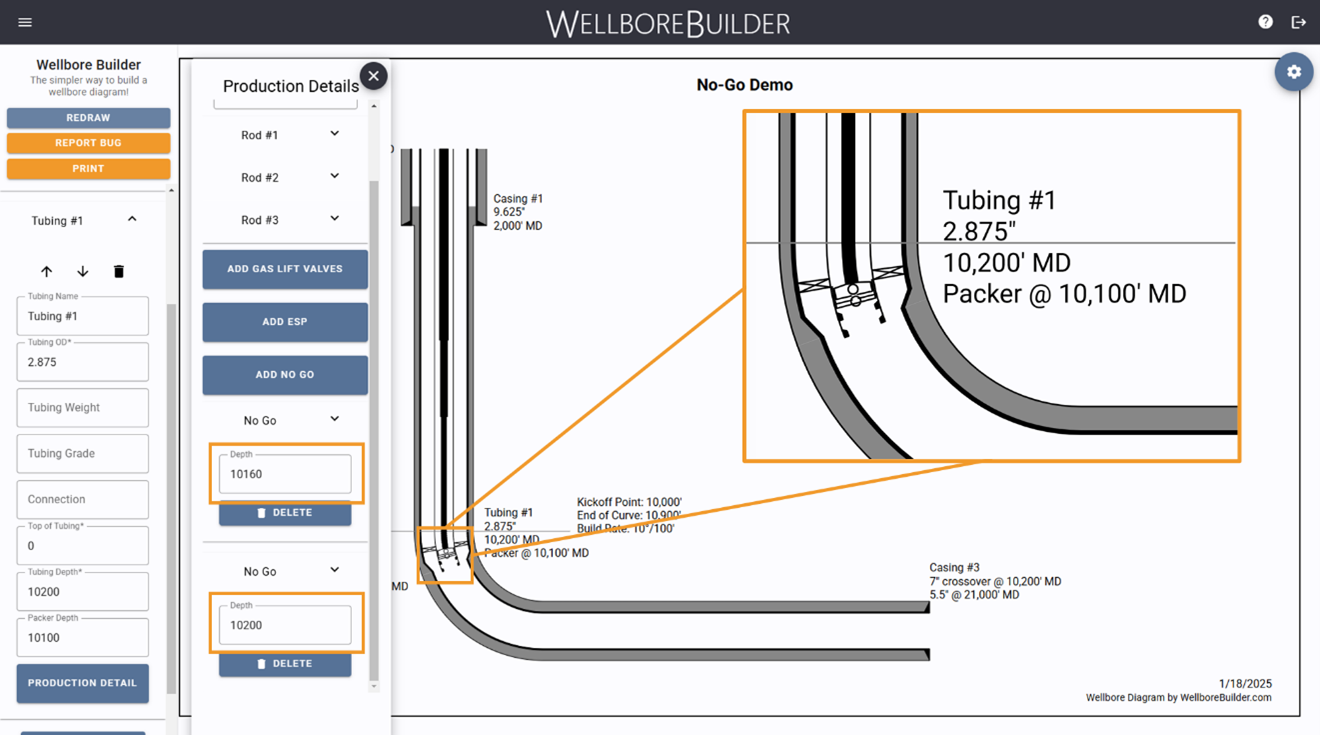 WELLBOREBUILDER
Wellbore Builder
The simpler way to build a
wellbore diagram!
REDRAW
REPORT BUG
PRINT
Tubing #1
Tubing Name
Tubing #1
Tubing OD*
2.875
Tubing Weight
Tubing Grade
Connection
Top of Tubing*
0
Tubing Depth*
10200
Packer Depth
10100
PRODUCTION DETAIL
Production Details
Rod #1
Rod #2
Rod #3
ADD GAS LIFT VALVES
ADD ESP
ADD NO GO
No Go
Depth
10160
DELETE
No Go
Depth
10200
DELETE
No-Go Demo
Casing #1
9.625"
2,000' MD
Tubing #1
2.875"
10,200' MD
Packer @ 10,100' MD
Tubing #1
2.875"
10,200' MD
Packer @ 10,100' MD
Kickoff Point: 10,000'
End of Curve: 10,900'
Build Rate: 10°/100'
MD
Casing #3
7" crossover @ 10,200' MD
5.5" @ 21,000' MD
1/18/2025
Wellbore Diagram by WellboreBuilder.com